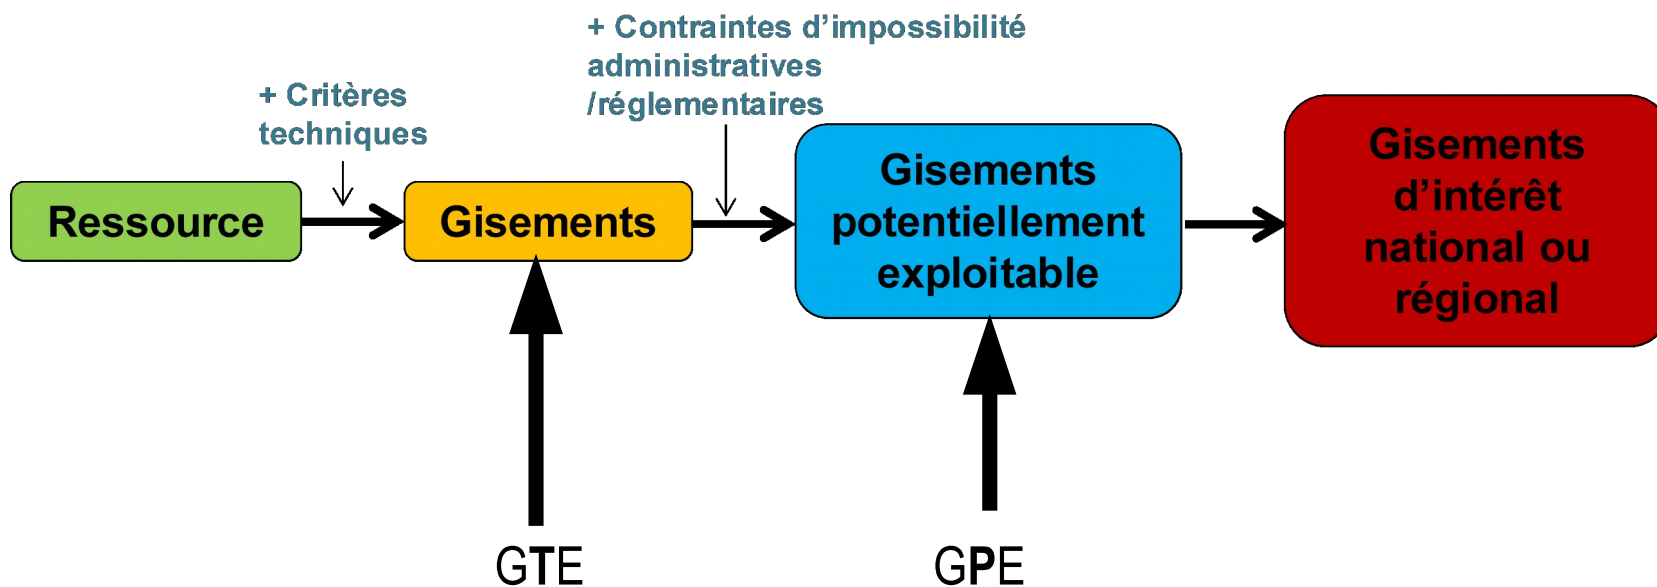 + Contraintes d’impossibilité
administratives
/réglementaires
+ Critères
techniques
Ressource
Gisements
Gisements
potentiellement
exploitable
Gisements
d’intérêt
national ou
régional
GTE
GPE